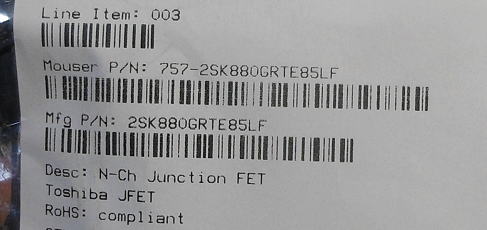 Line Item: 003
Mouser P/N: 757-2SK880GRTE85LF
Mfg P/N: 2SK880GRTE85LF
Desc: N-Ch Junction FET
Toshiba JFET
RoHS: compliant